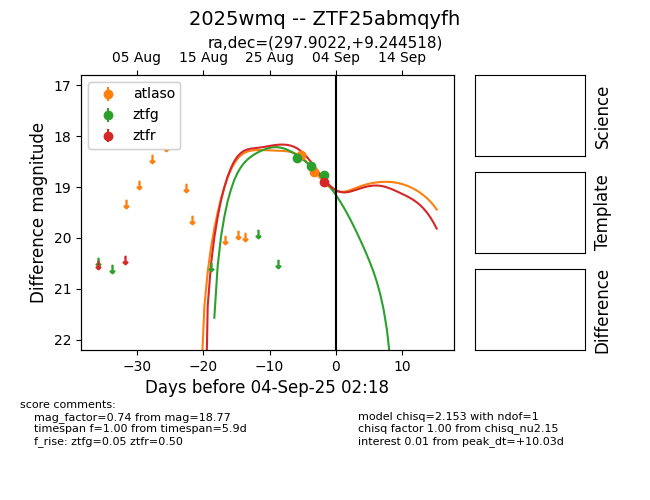 2025wmq -- ZTF25abmqyfh
ra,dec=(297.9022,+9.244518)
05 Aug 15 Aug 25 Aug 04 Sep 14 Sep
17
18
19
20
21
22
Difference magnitude
atlaso
ztfg
ztfr
−30 −20 −10 0 10
Days before 04-Sep-25 02:18
Science
Template
Difference
score comments:
mag_factor=0.74 from mag=18.77
timespan f=1.00 from timespan=5.9d
f_rise: ztfg=0.05 ztfr=0.50
model chisq=2.153 with ndof=1
chisq factor 1.00 from chisq_nu2.15
interest 0.01 from peak_dt=+10.03d